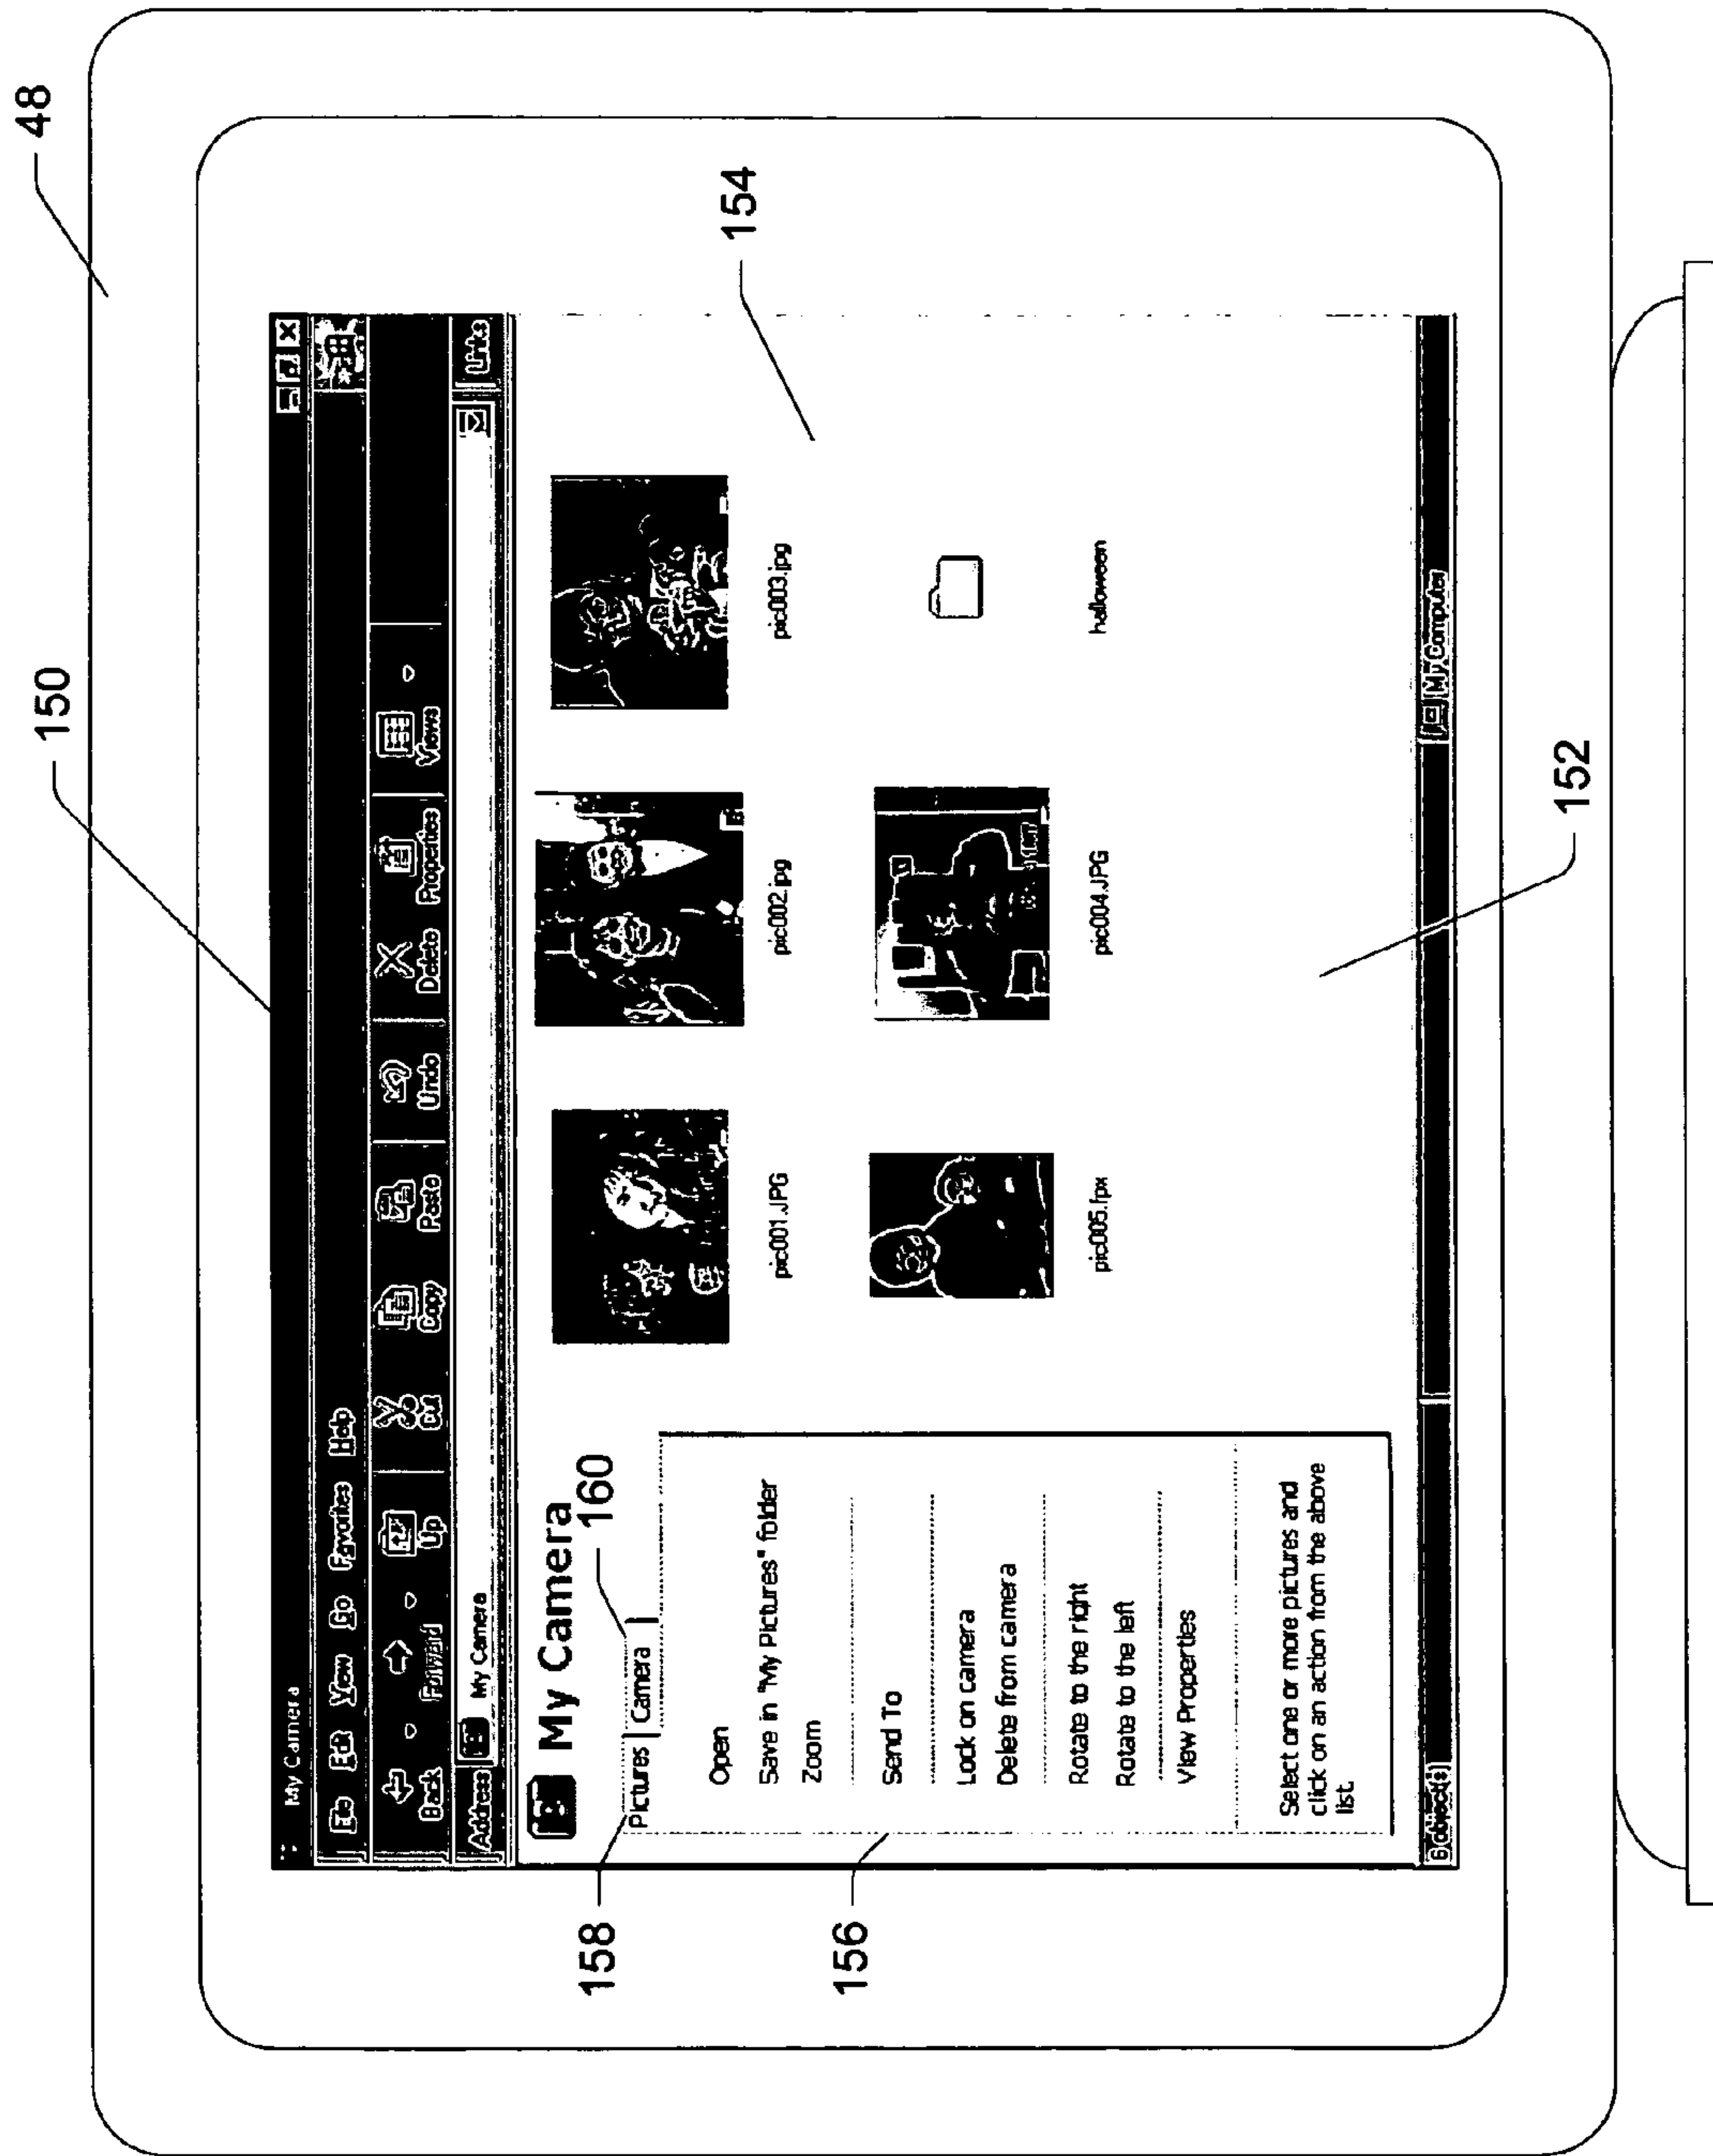 48
150
My Camera
File Edit View Go Favorites Help
Back Forward Up Cut Copy Paste Undo Delete Properties Views
Address My Camera Links
My Camera
158
160
Pictures Camera
Open
Save in "My Pictures" folder
Zoom
Send To
Lock on camera
Delete from camera
Rotate to the right
Rotate to the left
View Properties
Select one or more pictures and
click on an action from the above
list.
156
pic001.JPG pic002.jpg pic003.jpg
154
pic005.fpx pic004.JPG halloween
6 object(s) My Computer
152